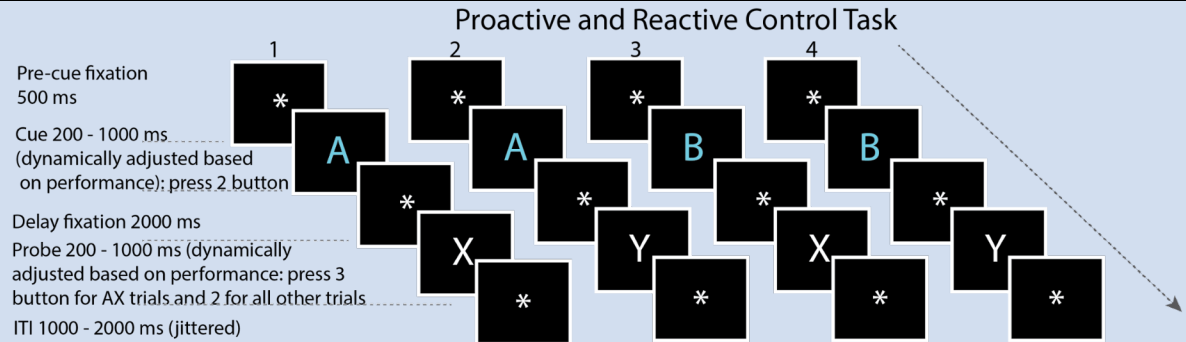 Proactive and Reactive Control Task
1 2 3 4
Pre-cue fixation
500 ms
* * * *
Cue 200 - 1000 ms
(dynamically adjusted based
on performance): press 2 button
A A B B
* * * *
Delay fixation 2000 ms
Probe 200 - 1000 ms (dynamically
adjusted based on performance: press 3
button for AX trials and 2 for all other trials
X Y X Y
* * * *
ITI 1000 - 2000 ms (jittered)